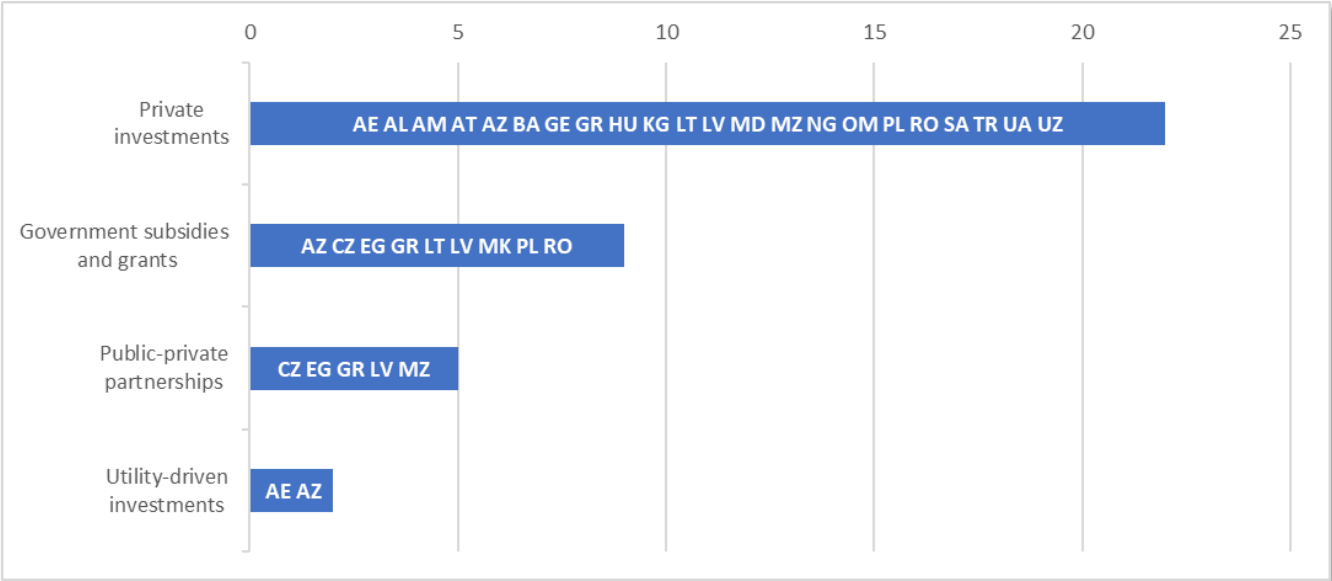 0 5 10 15 20 25
Private
investments
AE AL AM AT AZ BA GE GR HU KG LT LV MD MZ NG OM PL RO SA TR UA UZ
Government subsidies
and grants
AZ CZ EG GR LT LV MK PL RO
Public-private
partnerships
CZ EG GR LV MZ
Utility-driven
investments
AE AZ